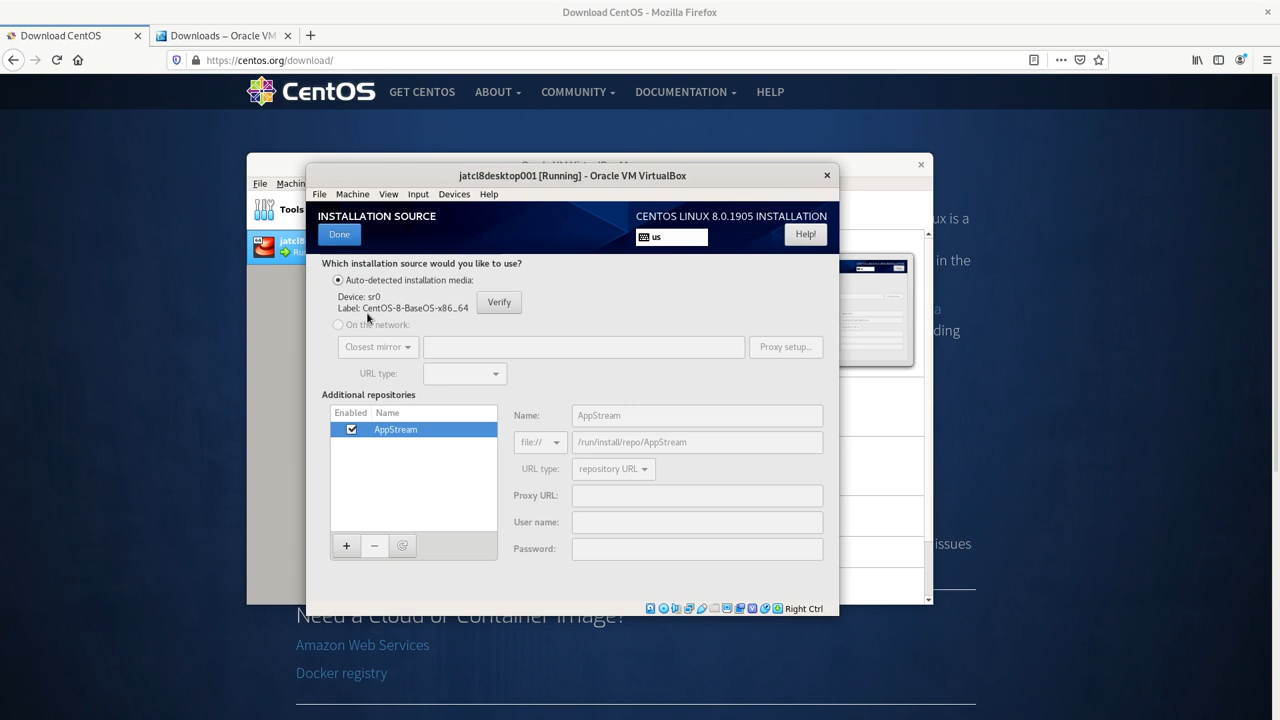 Download CentOS - Mozilla Firefox
Download CentOS
Downloads – Oracle VM
https://centos.org/download/
CentOS
GET CENTOS
ABOUT
COMMUNITY
DOCUMENTATION
HELP
File
Machin
jatcl8desktop001 [Running] - Oracle VM VirtualBox
File
Machine
View
Input
Devices
Help
Tools
INSTALLATION SOURCE
CENTOS LINUX 8.0.1905 INSTALLATION
ux is a
Done
us
Help!
jatcl8
Ru
in the
Which installation source would you like to use?
Auto-detected installation media:
Device: sr0
Label: CentOS-8-BaseOS-x86_64
Verify
a
On the network:
ding
Closest mirror
Proxy setup...
URL type:
Additional repositories
Enabled
Name
AppStream
Name:
AppStream
file://
/run/install/repo/AppStream
URL type:
repository URL
Proxy URL:
User name:
Password:
issues
Right Ctrl
Need a Cloud or Container Image?
Amazon Web Services
Docker registry